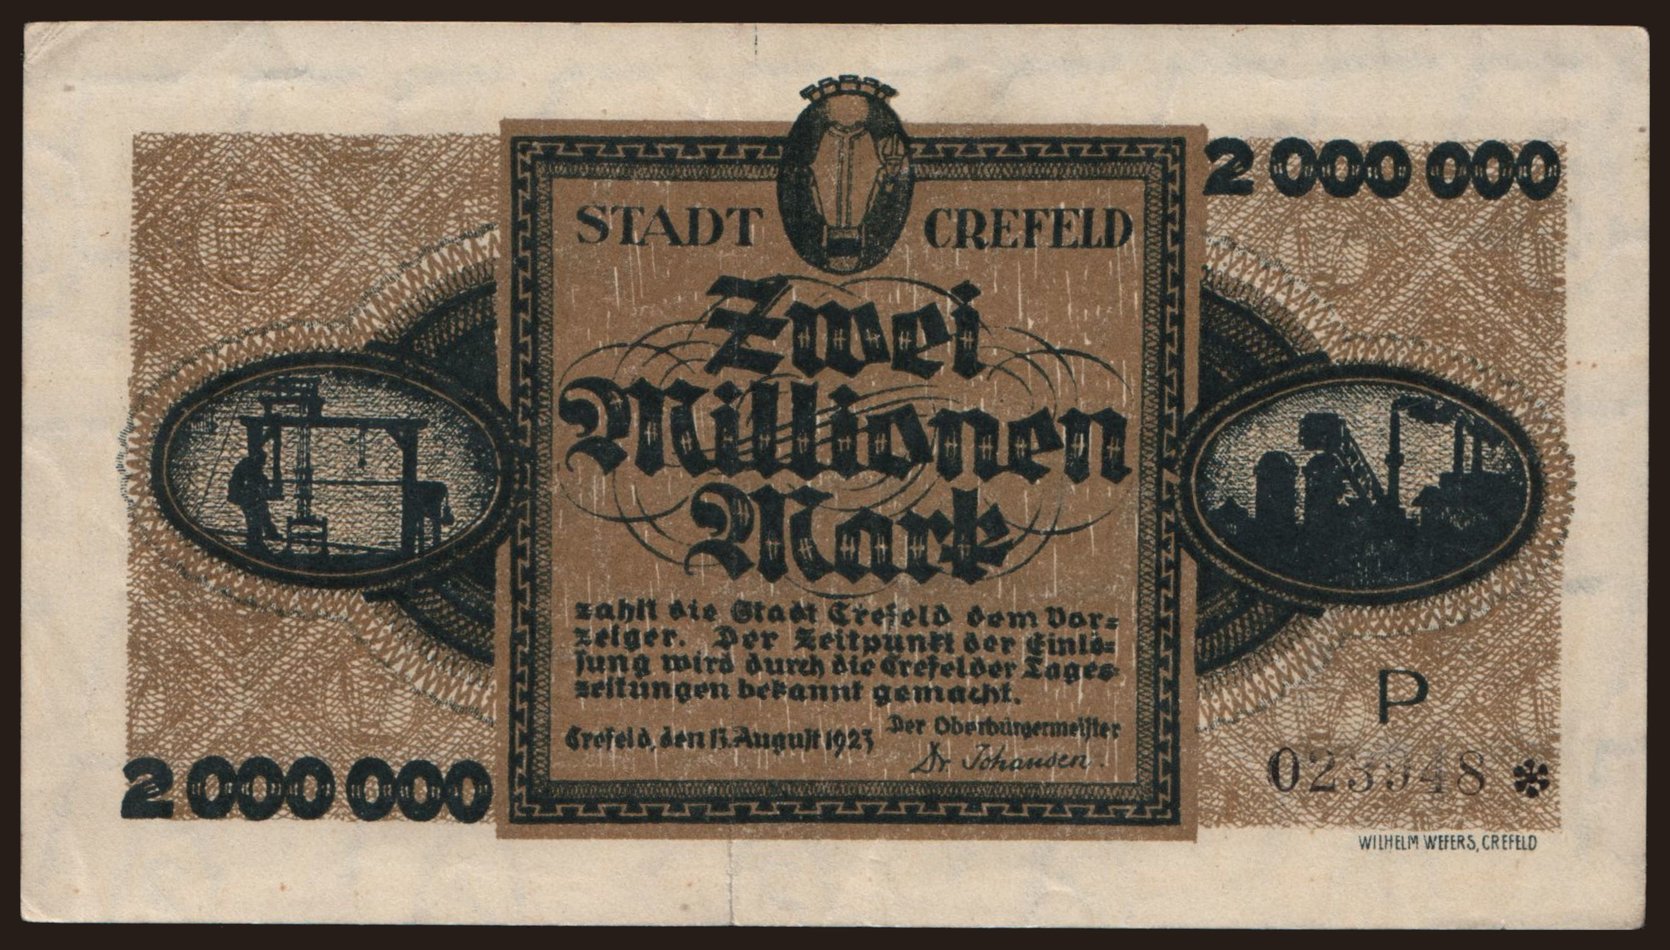 2 000 000
STADT CREFELD
Zwei
Millionen
Mark
zahlt die Stadt Crefeld dem Vor=
zeiger. Der Zeitpunkt der Einlö=
sung wird durch die Crefelder Tages=
zeitungen bekannt gemacht.
Crefeld, den 13. August 1923
Der Oberbürgermeister
Dr Johansen.
P
023948 *
2 000 000
WILHELM WEFERS, CREFELD